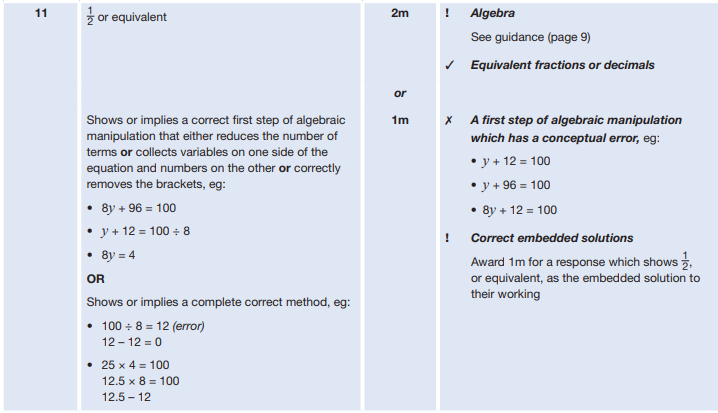 11
1/2 or equivalent
2m
! Algebra
See guidance (page 9)
✓ Equivalent fractions or decimals
or
Shows or implies a correct first step of algebraic
manipulation that either reduces the number of
terms or collects variables on one side of the
equation and numbers on the other or correctly
removes the brackets, eg:
• 8y + 96 = 100
• y + 12 = 100 ÷ 8
• 8y = 4
OR
Shows or implies a complete correct method, eg:
• 100 ÷ 8 = 12 (error)
12 – 12 = 0
• 25 × 4 = 100
12.5 × 8 = 100
12.5 – 12
1m
✗ A first step of algebraic manipulation
which has a conceptual error, eg:
• y + 12 = 100
• y + 96 = 100
• 8y + 12 = 100
! Correct embedded solutions
Award 1m for a response which shows 1/2,
or equivalent, as the embedded solution to
their working